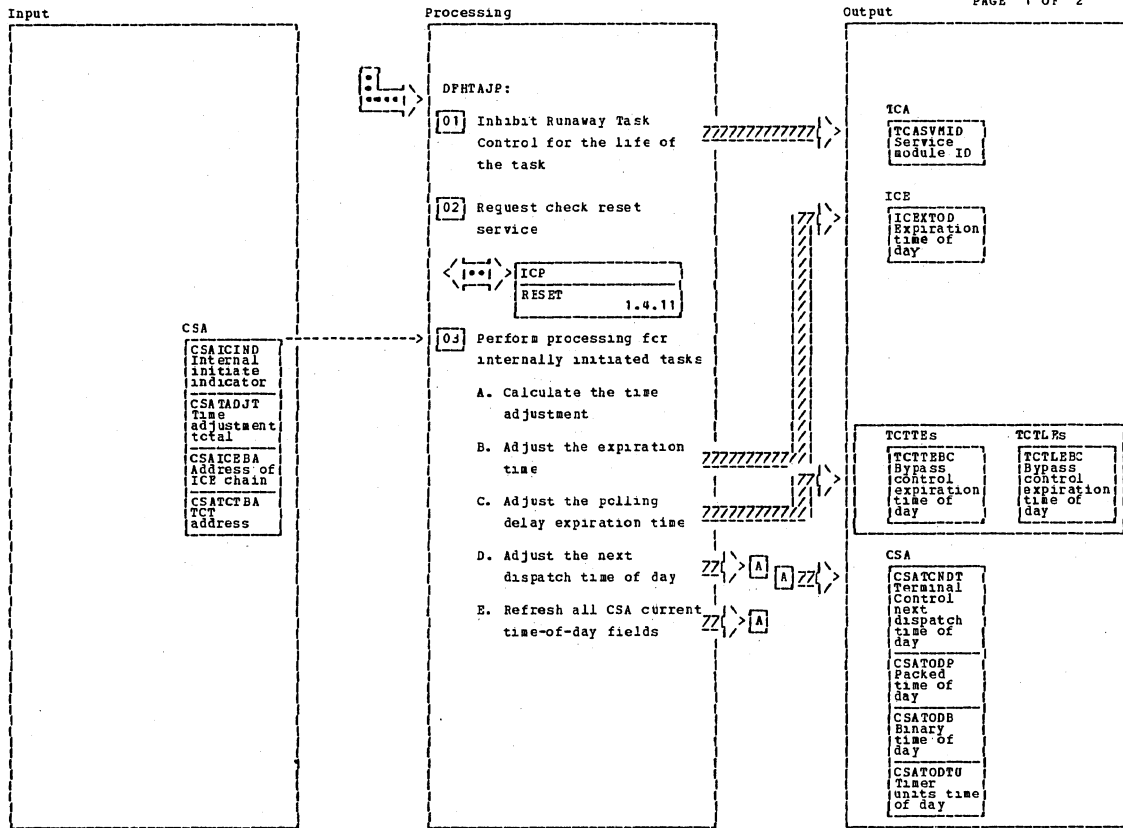 PAGE 1 OF 2
Input
Processing
Output
DFHTAJP:
01 Inhibit Runaway Task
Control for the life of
the task
02 Request check reset
service
ICP
RESET
1.4.11
03 Perform processing for
internally initiated tasks
A. Calculate the time
adjustment
B. Adjust the expiration
time
C. Adjust the polling
delay expiration time
D. Adjust the next
dispatch time of day
A
E. Refresh all CSA current
time-of-day fields
A
CSA
CSAICIND
Internal
initiate
indicator
CSATADJT
Time
adjustment
total
CSAICEBA
Address of
ICE chain
CSATCTBA
TCT
address
TCA
TCASVMID
Service
module ID
ICE
ICEXTOD
Expiration
time of
day
TCTTEs
TCTTEBC
Bypass
control
expiration
time of
day
TCTLEs
TCTLEBC
Bypass
control
expiration
time of
day
A
CSA
CSATCNDT
Terminal
Control
next
dispatch
time of
day
CSATODP
Packed
time of
day
CSATODB
Binary
time of
day
CSATODTU
Timer
units time
of day